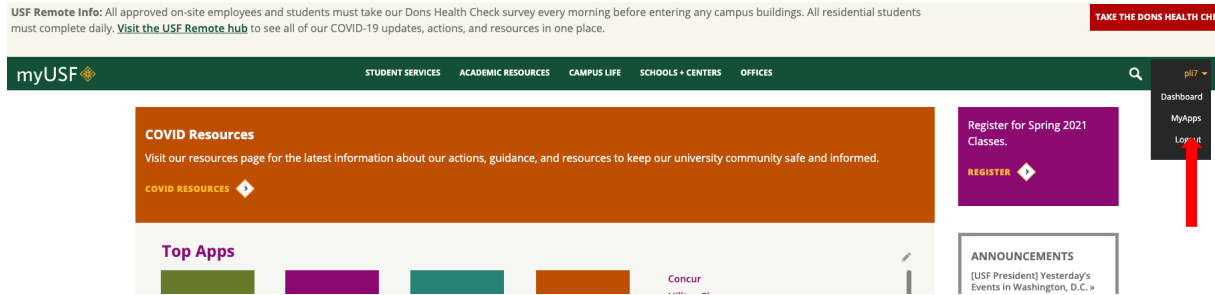 USF Remote Info: All approved on-site employees and students must take our Dons Health Check survey every morning before entering any campus buildings. All residential students
must complete daily. Visit the USF Remote hub to see all of our COVID-19 updates, actions, and resources in one place.
TAKE THE DONS HEALTH CHE
myUSF
STUDENT SERVICES ACADEMIC RESOURCES CAMPUS LIFE SCHOOLS + CENTERS OFFICES
pli7
Dashboard
MyApps
Logout
COVID Resources
Visit our resources page for the latest information about our actions, guidance, and resources to keep our university community safe and informed.
COVID RESOURCES
Register for Spring 2021
Classes.
REGISTER
Top Apps
Concur
ANNOUNCEMENTS
[USF President] Yesterday's
Events in Washington, D.C. »